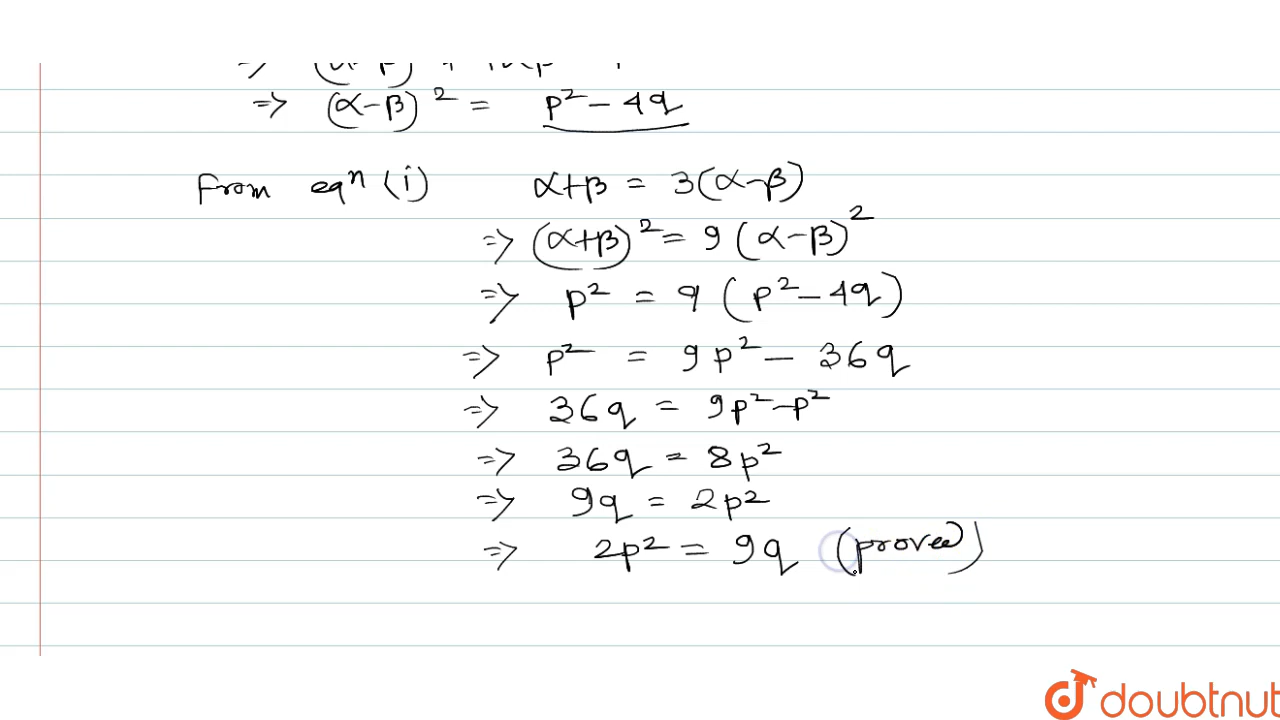 => (α-β)² = p² - 4q
From eqⁿ (i) α+β = 3(α-β)
=> (α+β)² = 9(α-β)²
=> p² = 9(p² - 4q)
=> p² = 9p² - 36q
=> 36q = 9p² - p²
=> 36q = 8p²
=> 9q = 2p²
=> 2p² = 9q (proved)
doubtnut